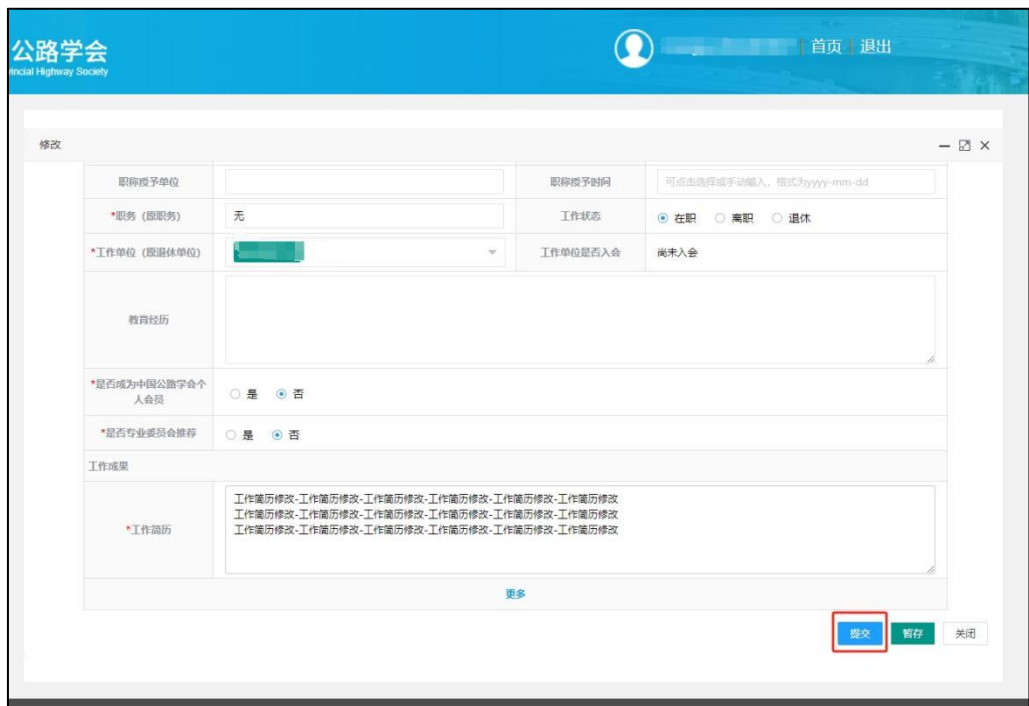 公路学会
vincial Highway Society
首页 退出
修改
职称授予单位 职称授予时间 可点击选择或手动输入，格式为yyyy-mm-dd
*职务（原职务） 无 工作状态 在职 离职 退休
*工作单位（原退休单位） 工作单位是否入会 尚未入会
教育经历
*是否成为中国公路学会个
人会员 是 否
*是否专业委员会推荐 是 否
工作成果
工作简历修改-工作简历修改-工作简历修改-工作简历修改-工作简历修改-工作简历修改
工作简历修改-工作简历修改-工作简历修改-工作简历修改-工作简历修改-工作简历修改
*工作简历 工作简历修改-工作简历修改-工作简历修改-工作简历修改-工作简历修改-工作简历修改
更多
提交 暂存 关闭